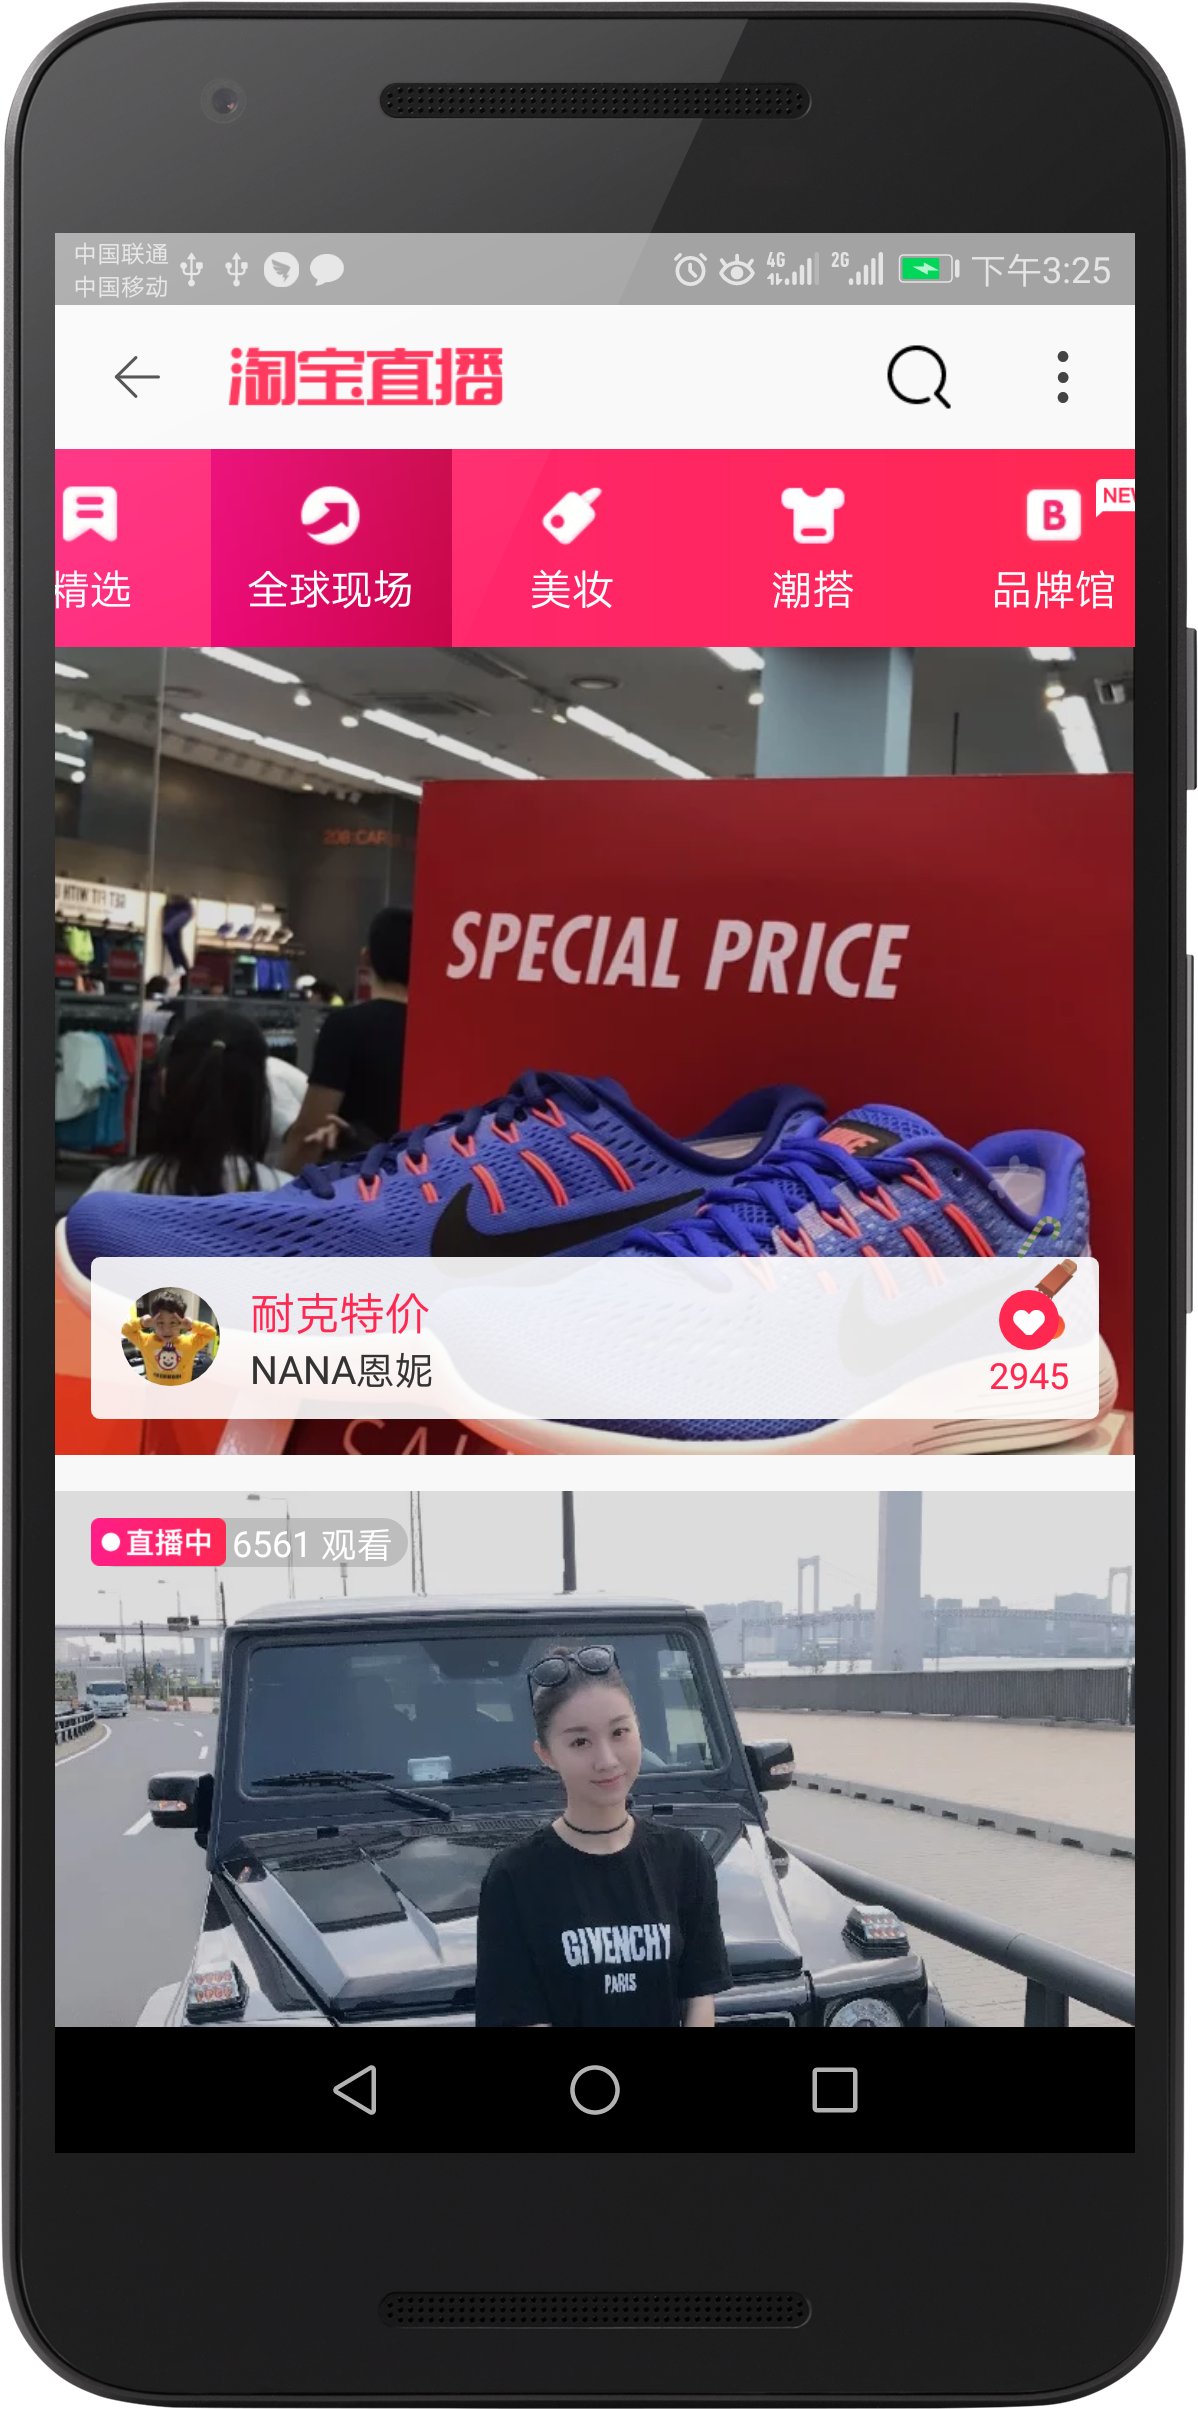 中国联通
中国移动
4G
2G
下午3:25
淘宝直播
精选
全球现场
美妆
潮搭
B
品牌馆
SPECIAL PRICE
NIKE
耐克特价
NANA恩妮
2945
直播中 6561 观看
GIVENCHY
PARIS